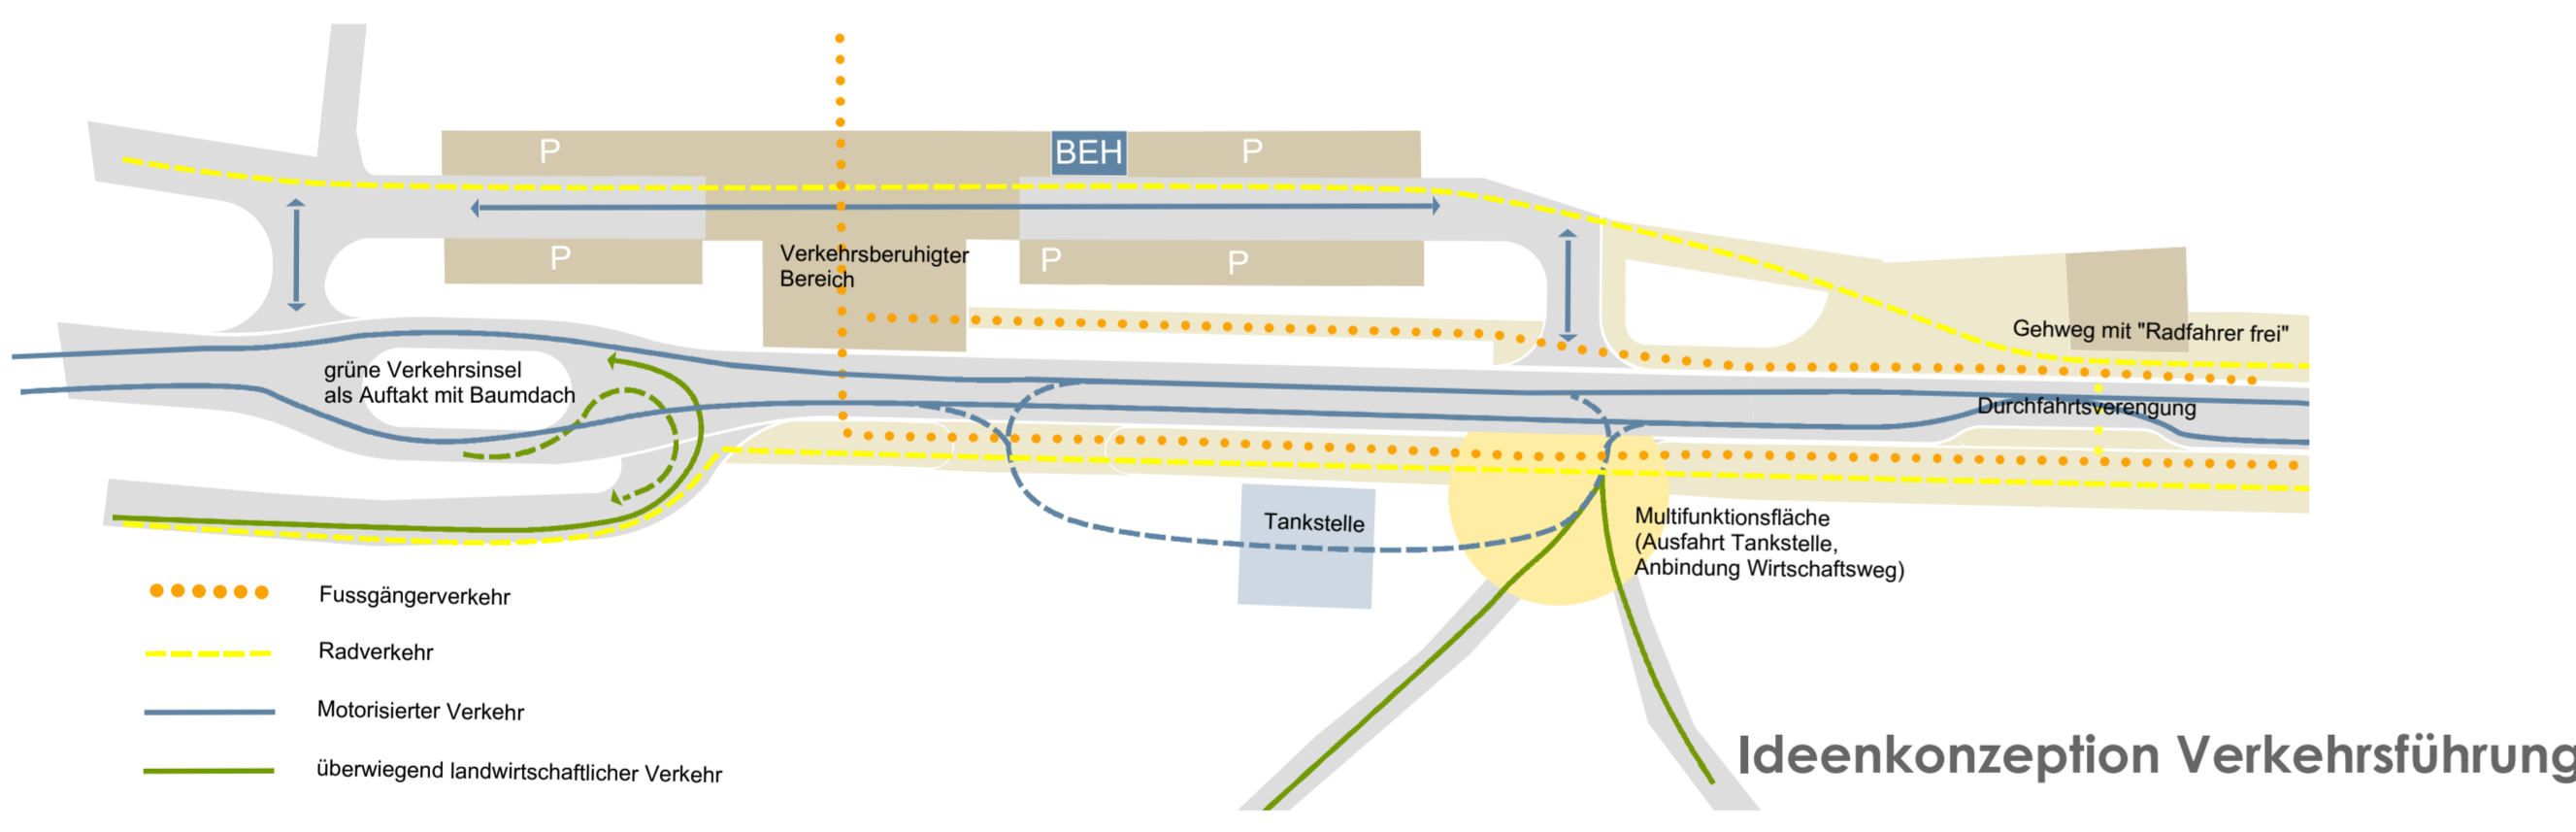 P
BEH
P
Verkehrsberuhigter
Bereich
P
P
P
Gehweg mit "Radfahrer frei"
grüne Verkehrsinsel
als Auftakt mit Baumdach
Durchfahrtsverengung
Tankstelle
Multifunktionsfläche
(Ausfahrt Tankstelle,
Anbindung Wirtschaftsweg)
Fussgängerverkehr
Radverkehr
Motorisierter Verkehr
überwiegend landwirtschaftlicher Verkehr
Ideenkonzeption Verkehrsführung